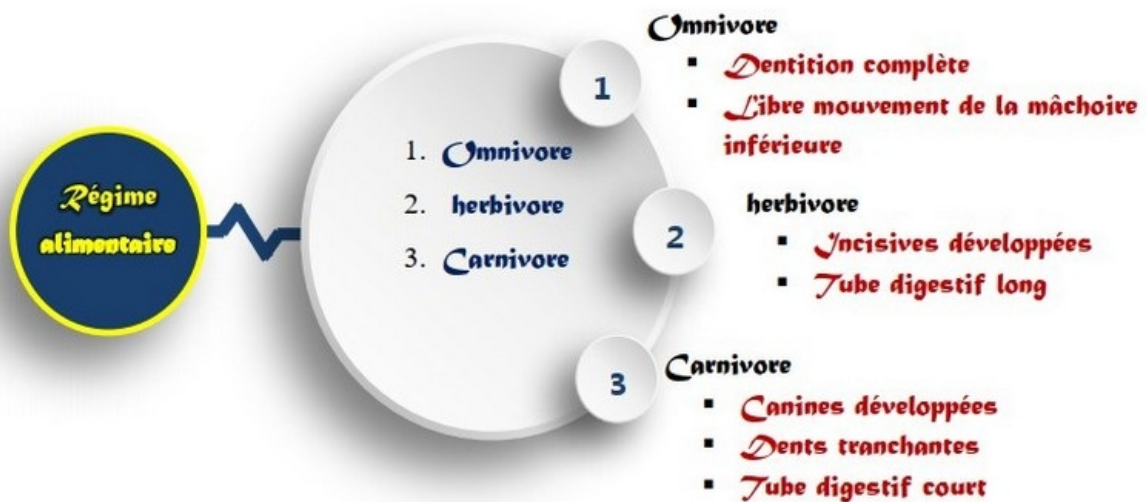 Régime
alimentaire
1. Omnivore
2. herbivore
3. Carnivore
1
2
3
Omnivore
▪ Dentition complète
▪ Libre mouvement de la mâchoire
inférieure
herbivore
▪ Incisives développées
▪ Tube digestif long
Carnivore
▪ Canines développées
▪ Dents tranchantes
▪ Tube digestif court